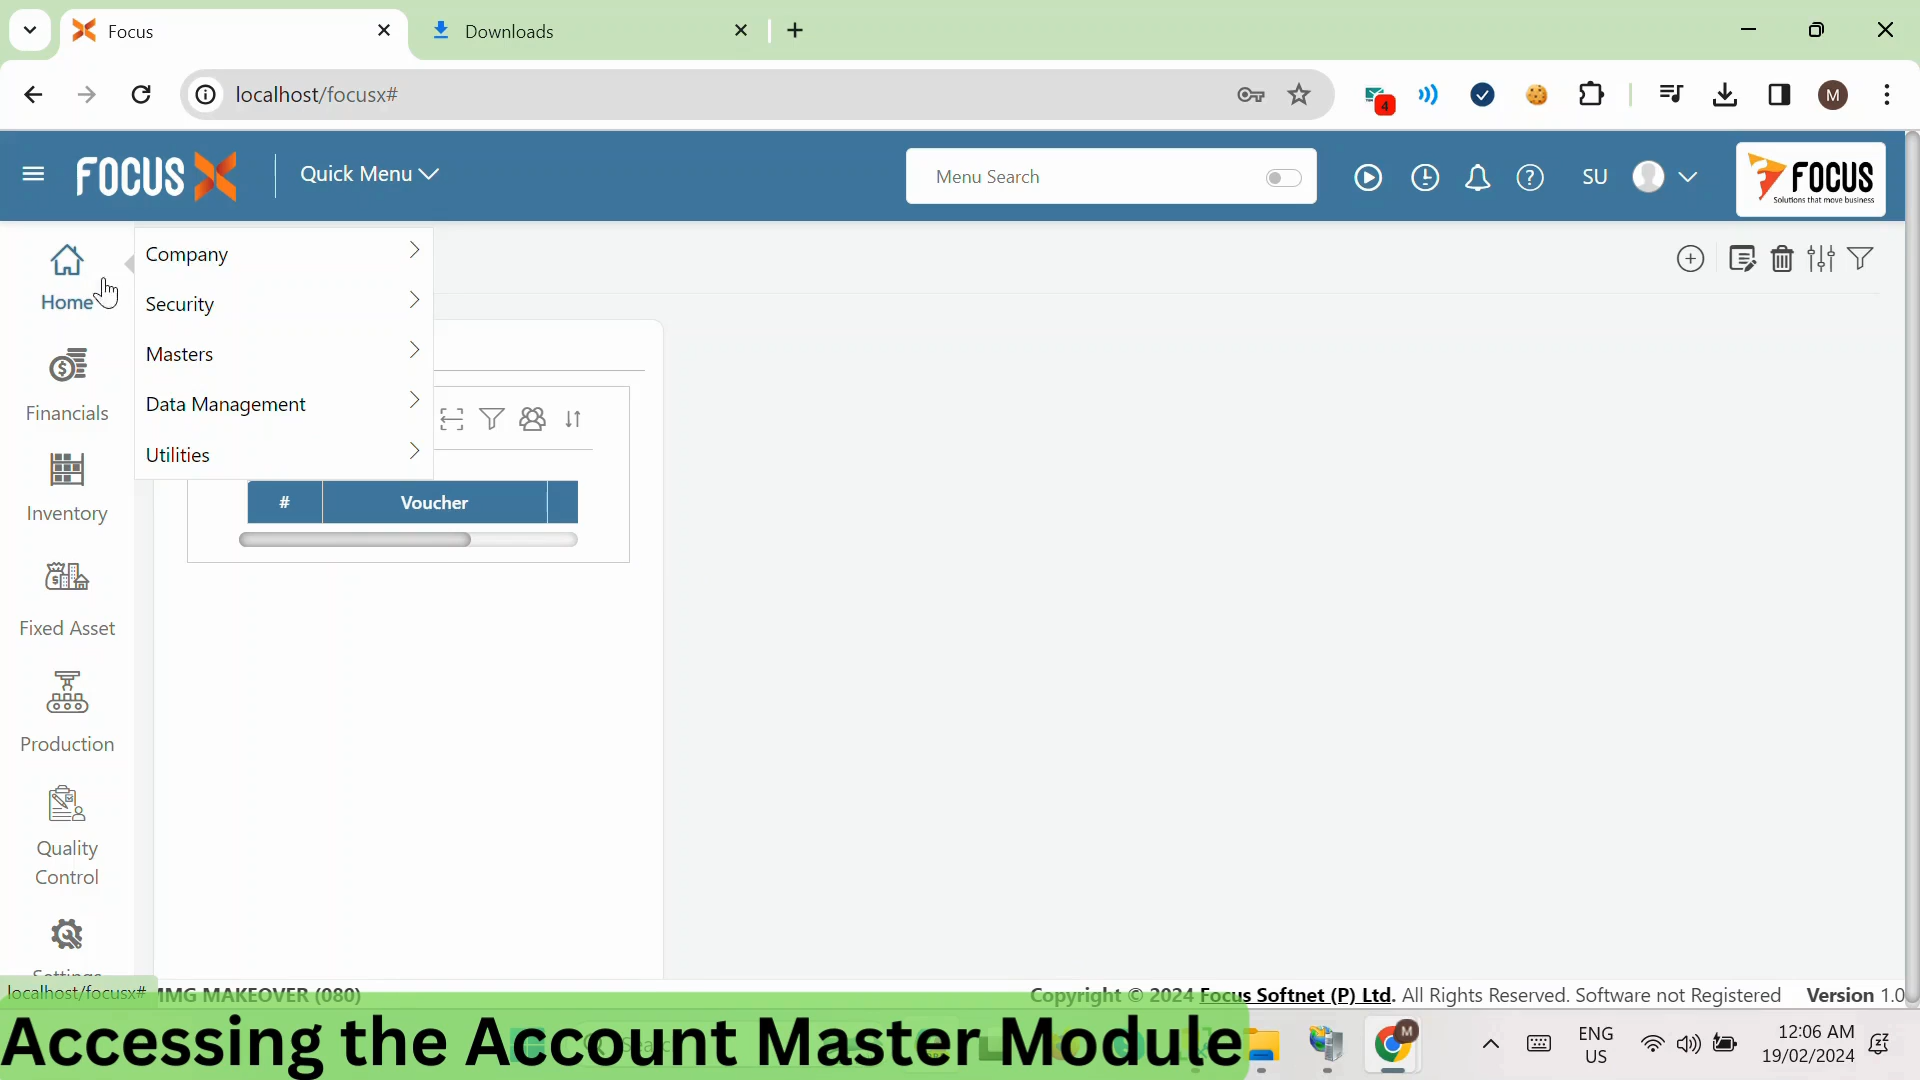 Focus
Downloads
localhost/focusx#
4
M
FOCUS
Quick Menu
Menu Search
SU
FOCUS
Solutions that move business
Home
Company
Security
Masters
Data Management
Utilities
Financials
Inventory
# Voucher
Fixed Asset
Production
Quality
Control
Settings
localhost/focusx#
MMG MAKEOVER (080)
Copyright © 2024 Focus Softnet (P) Ltd. All Rights Reserved. Software not Registered Version 1.0
Accessing the Account Master Module
M
ENG
US
12:06 AM
19/02/2024